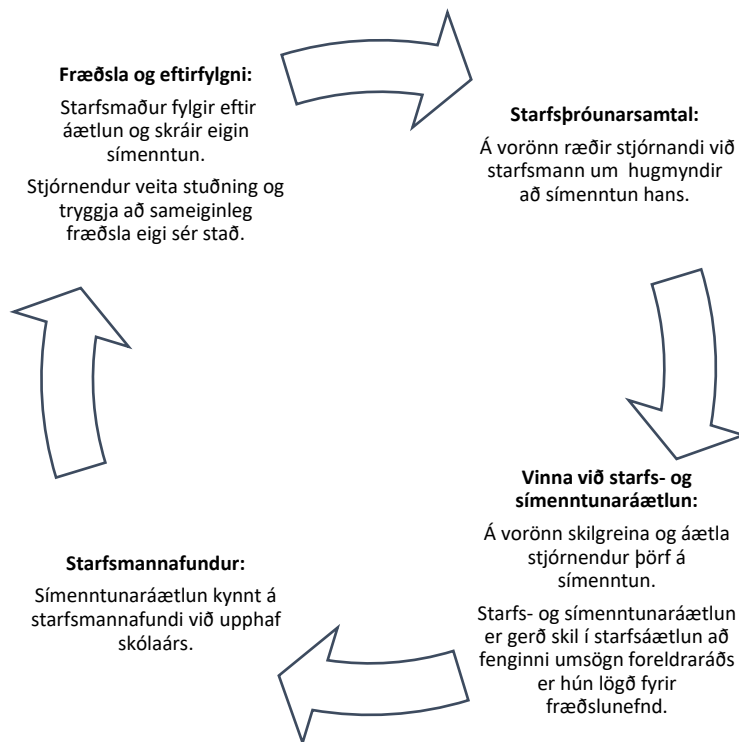 Fræðsla og eftirfylgni:
Starfsmaður fylgir eftir
áætlun og skráir eigin
símenntun.
Stjórnendur veita stuðning og
tryggja að sameiginleg
fræðsla eigi sér stað.
Starfsþróunarsamtal:
Á vorönn ræðir stjórnandi við
starfsmann um  hugmyndir
að símenntun hans.
Vinna við starfs- og
símenntunaráætlun:
Á vorönn skilgreina og áætla
stjórnendur þörf á
símenntun.
Starfs- og símenntunaráætlun
er gerð skil í starfsáætlun að
fenginni umsögn foreldraráðs
er hún lögð fyrir
fræðslunefnd.
Starfsmannafundur:
Símenntunaráætlun kynnt á
starfsmannafundi við upphaf
skólaárs.